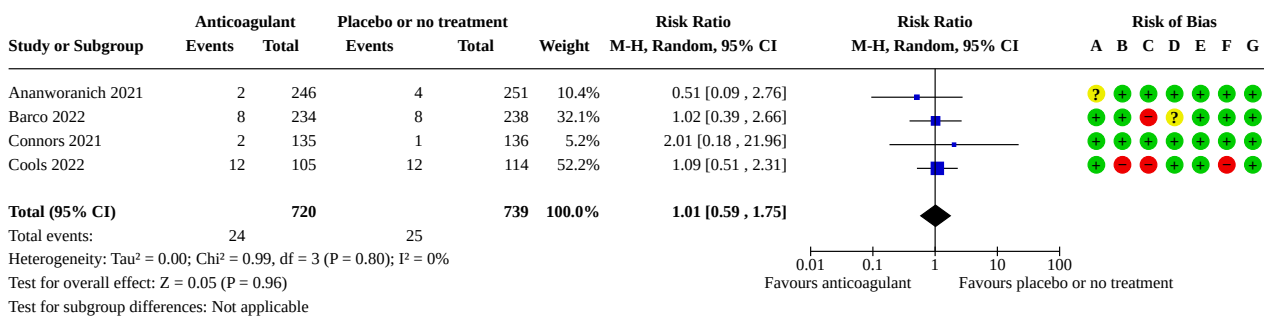 Anticoagulant Placebo or no treatment Risk Ratio Risk Ratio Risk of Bias
Study or Subgroup Events Total Events Total Weight M-H, Random, 95% CI M-H, Random, 95% CI A B C D E F G
Ananworanich 2021 2 246 4 251 10.4% 0.51 [0.09 , 2.76] ? + + + + + +
Barco 2022 8 234 8 238 32.1% 1.02 [0.39 , 2.66] + + − ? + + +
Connors 2021 2 135 1 136 5.2% 2.01 [0.18 , 21.96] + + + + + + +
Cools 2022 12 105 12 114 52.2% 1.09 [0.51 , 2.31] + − − + + − +
Total (95% CI) 720 739 100.0% 1.01 [0.59 , 1.75]
Total events: 24 25
Heterogeneity: Tau² = 0.00; Chi² = 0.99, df = 3 (P = 0.80); I² = 0%
0.01 0.1 1 10 100
Test for overall effect: Z = 0.05 (P = 0.96) Favours anticoagulant Favours placebo or no treatment
Test for subgroup differences: Not applicable